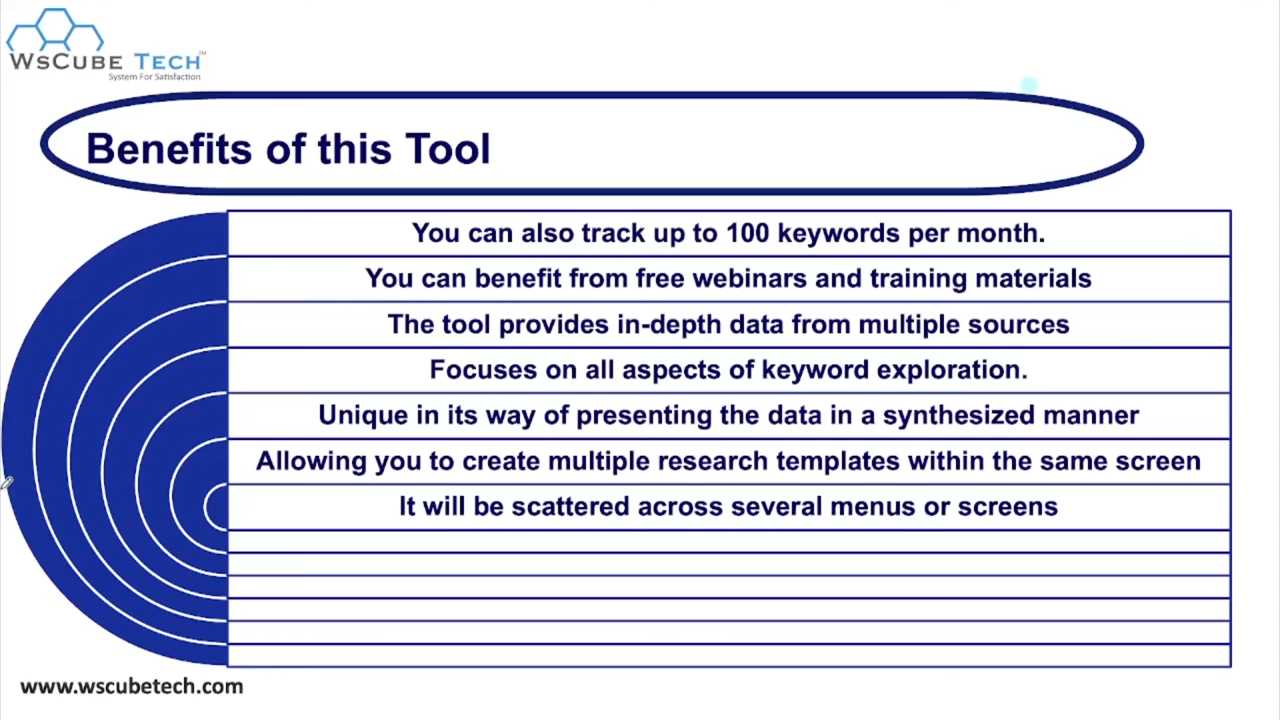 WSCUBE TECH™
System For Satisfaction
Benefits of this Tool
You can also track up to 100 keywords per month.
You can benefit from free webinars and training materials
The tool provides in-depth data from multiple sources
Focuses on all aspects of keyword exploration.
Unique in its way of presenting the data in a synthesized manner
Allowing you to create multiple research templates within the same screen
It will be scattered across several menus or screens
www.wscubetech.com